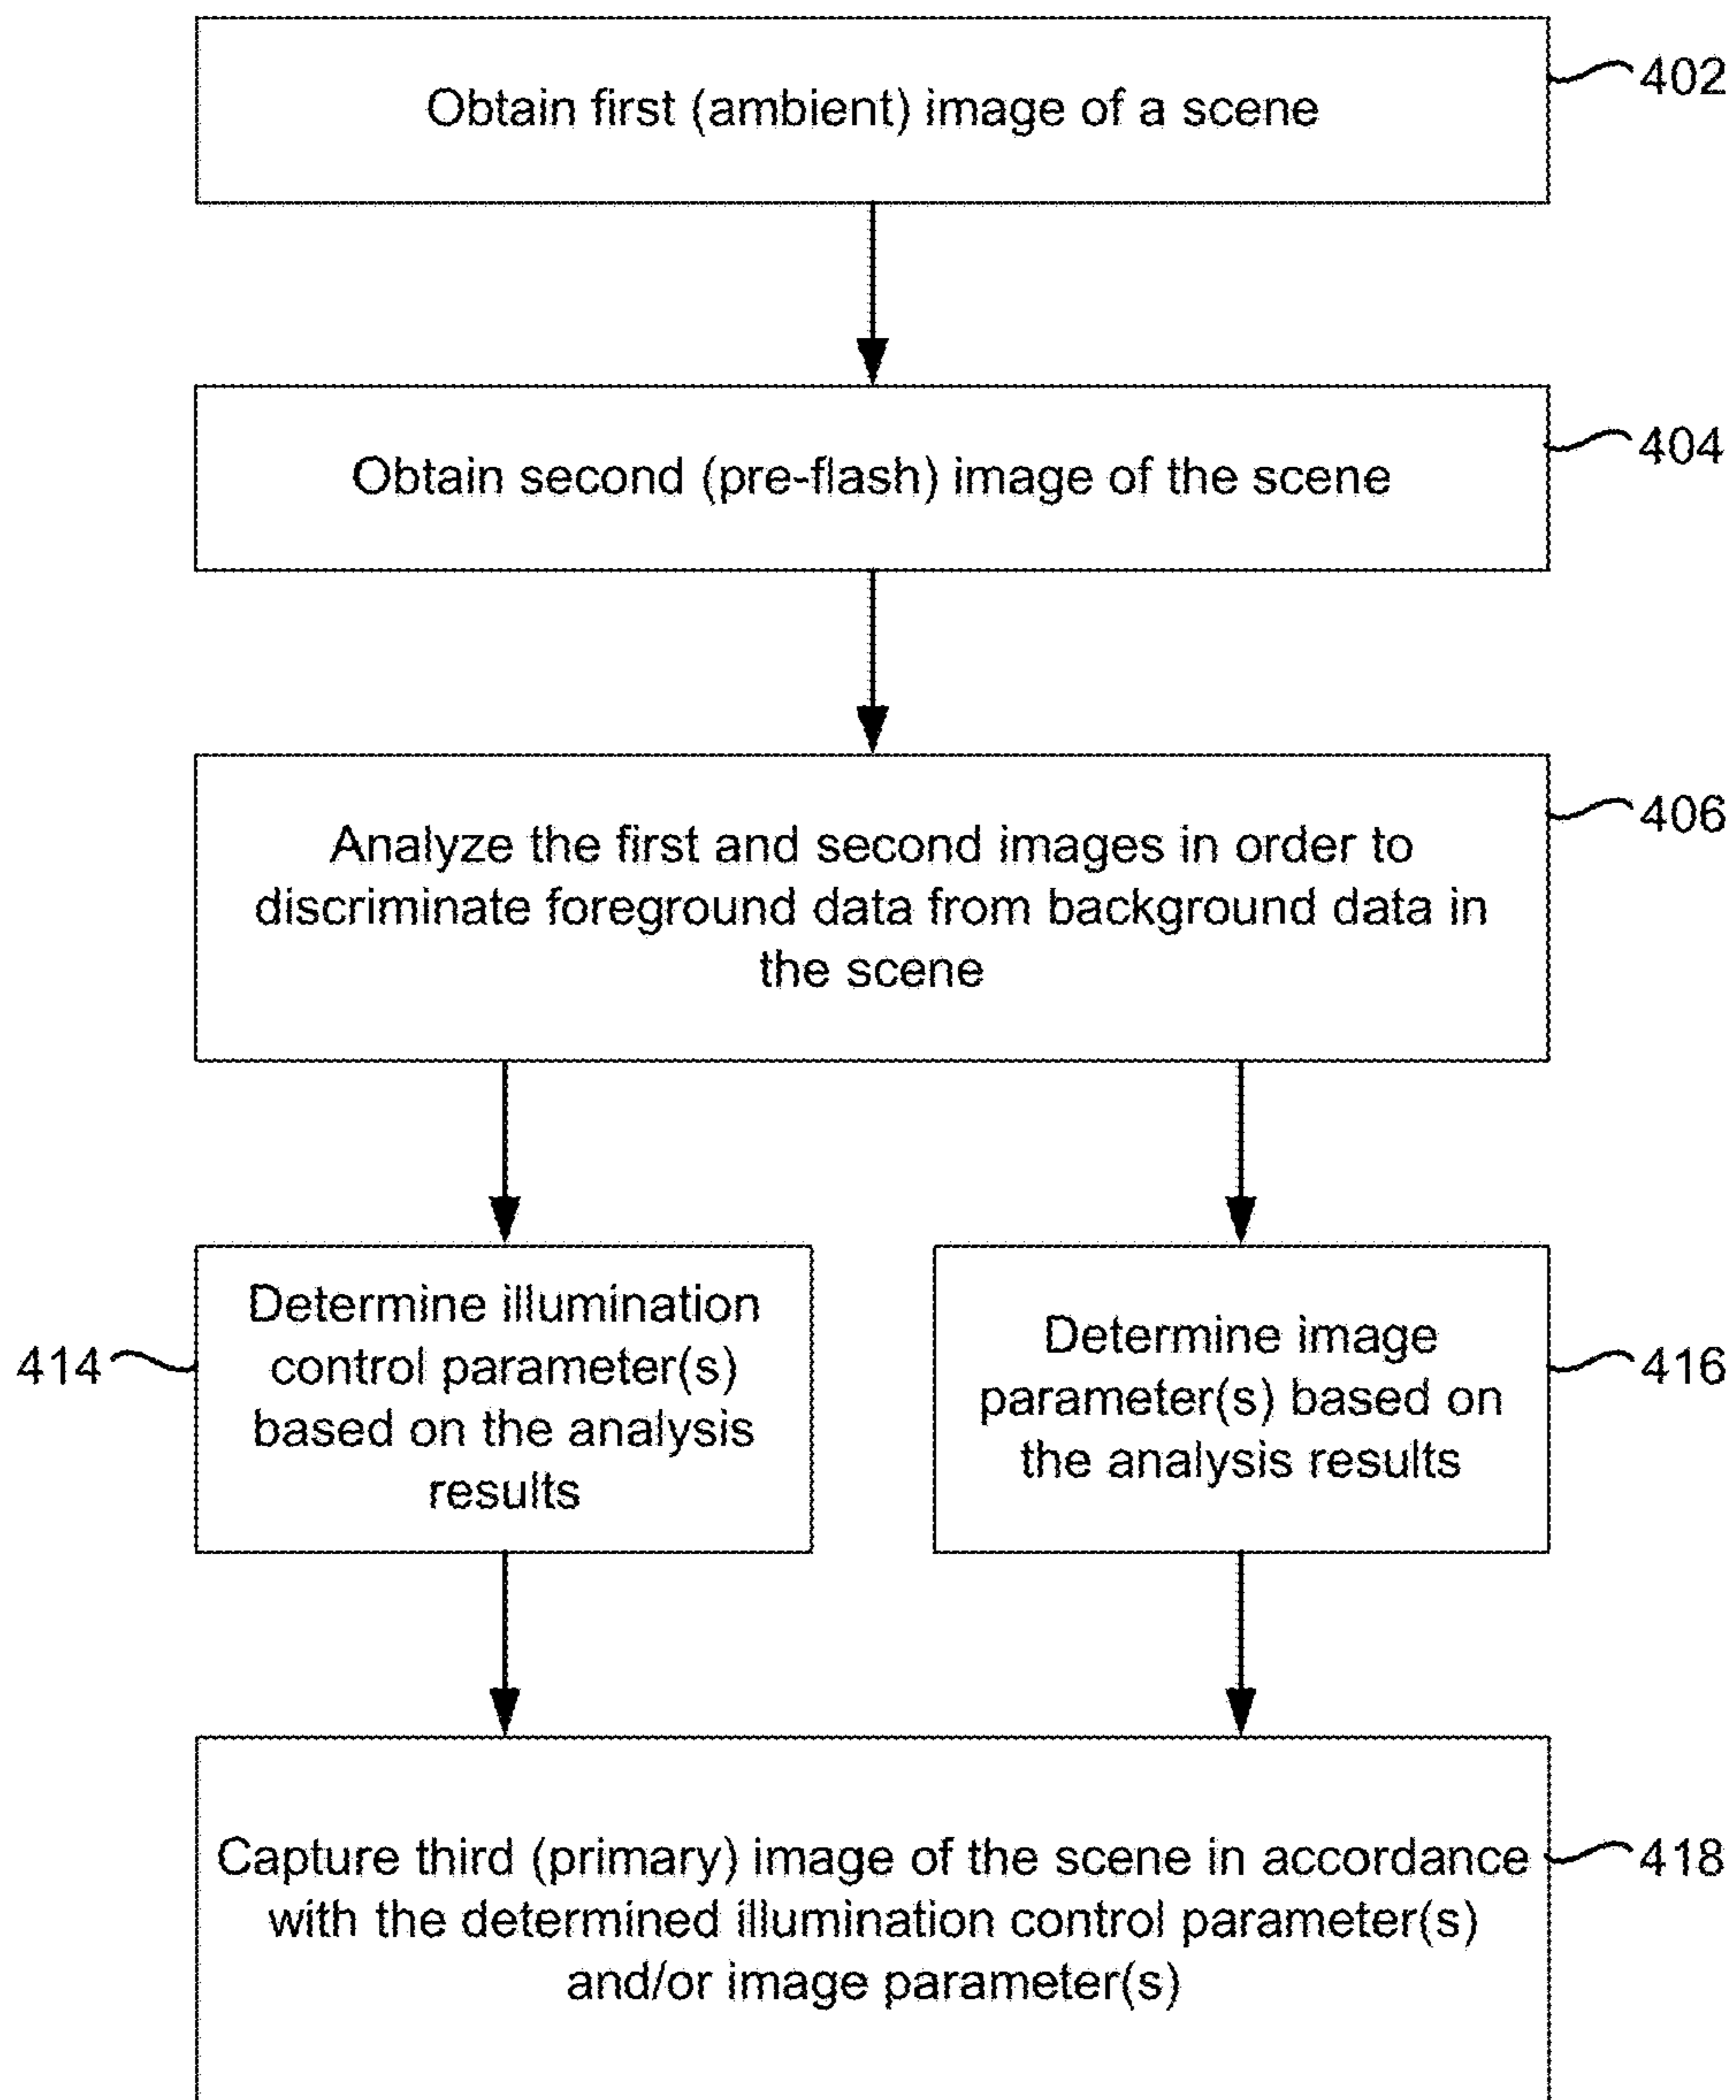 Obtain first (ambient) image of a scene
402
Obtain second (pre-flash) image of the scene
404
Analyze the first and second images in order to
discriminate foreground data from background data in
the scene
406
414
Determine illumination
control parameter(s)
based on the analysis
results
Determine image
parameter(s) based on
the analysis results
416
Capture third (primary) image of the scene in accordance
with the determined illumination control parameter(s)
and/or image parameter(s)
418